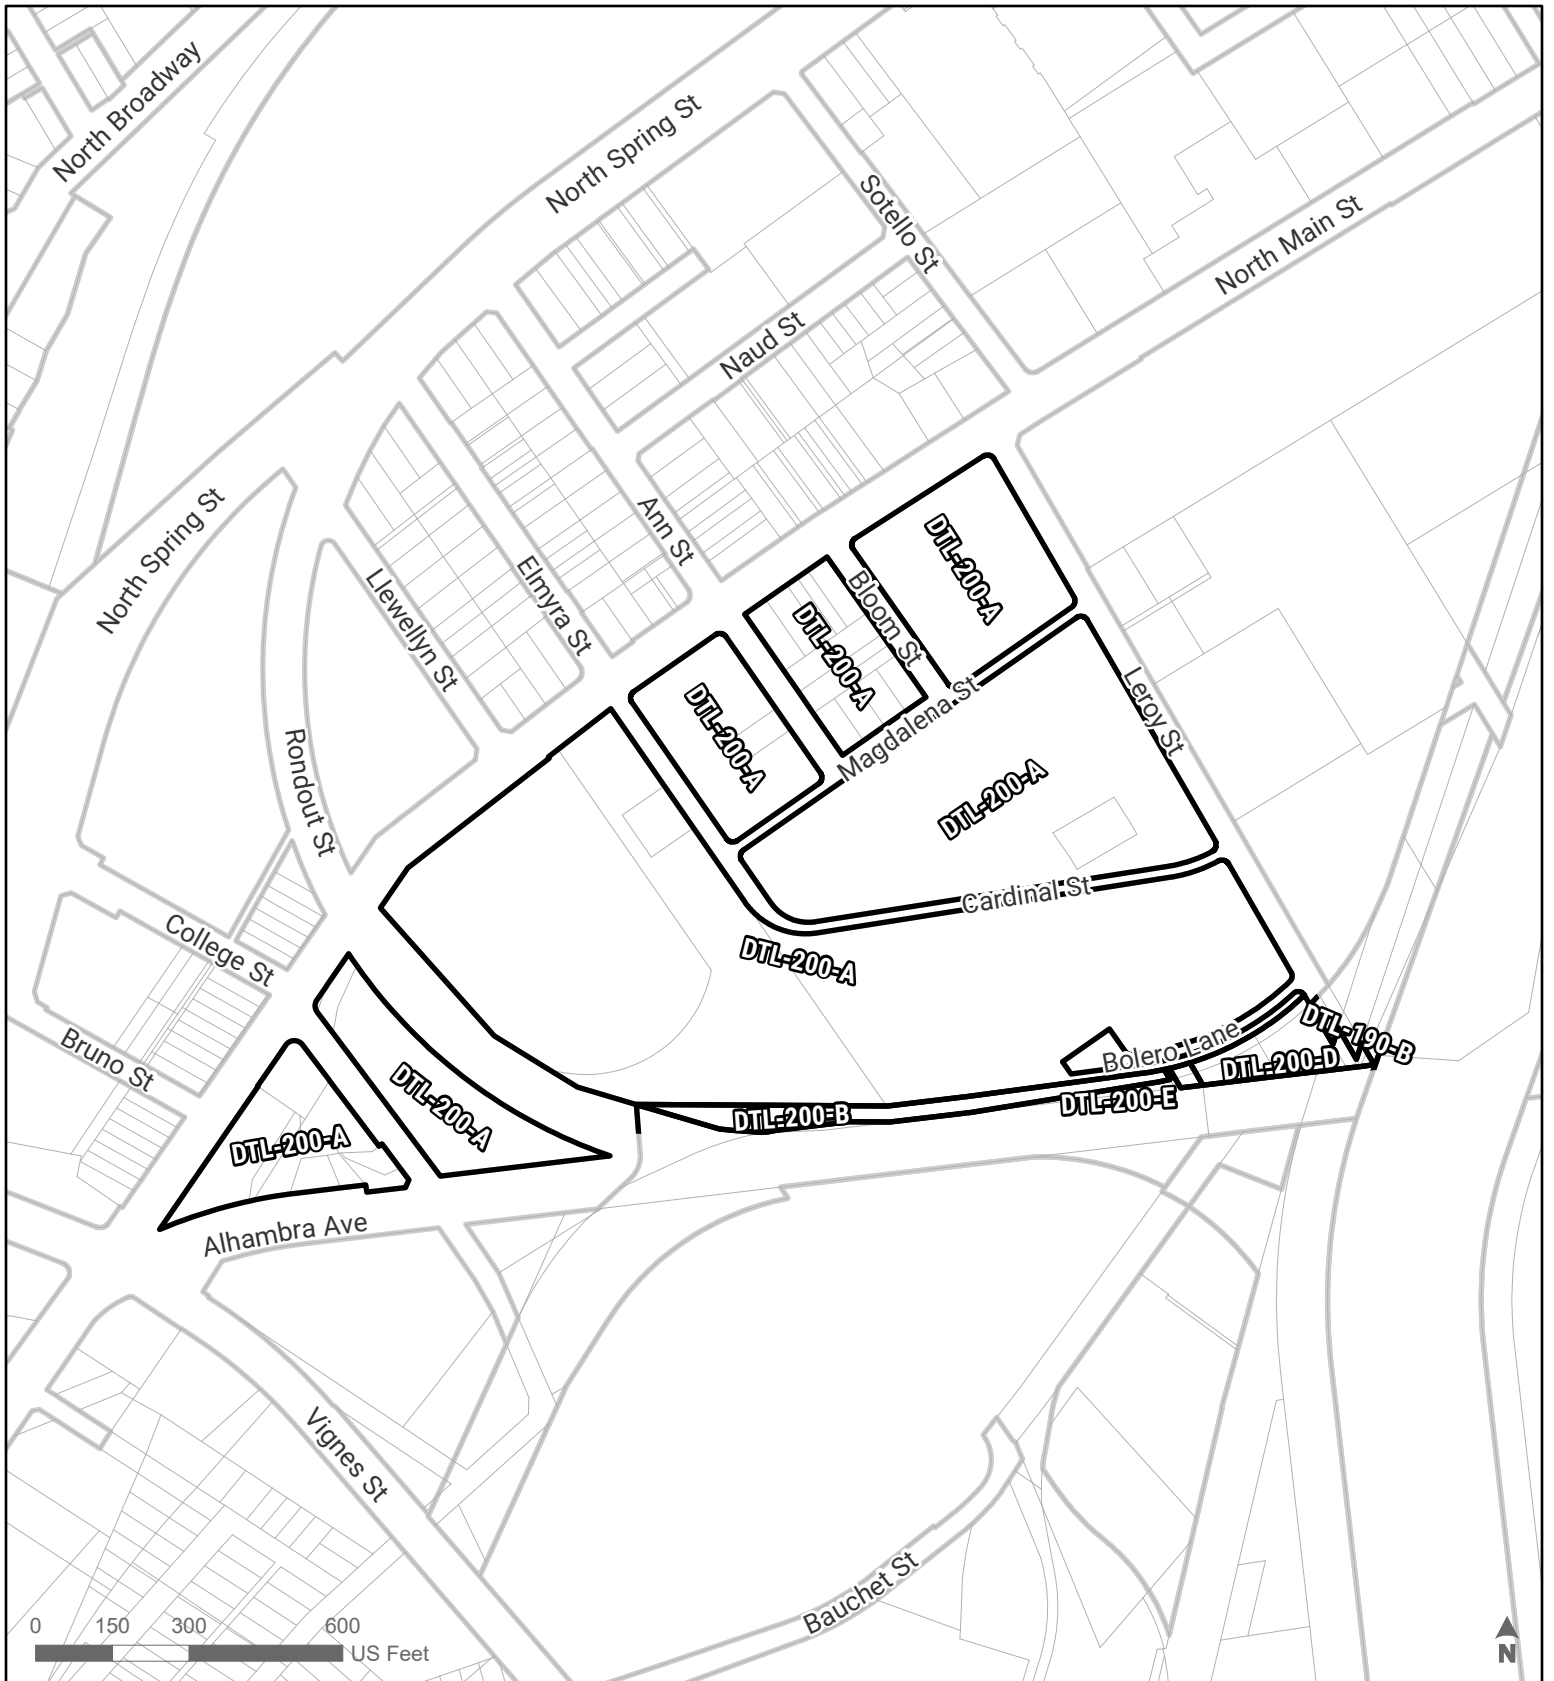 North Broadway
North Spring St
Sotello St
North Main St
Naud St
North Spring St
Ann St
Elmyra St
Llewellyn St
DTL-200-A
Bloom St
DTL-200-A
DTL-200-A
Magdalena St
Leroy St
Rondout St
DTL-200-A
Cardinal St
College St
DTL-200-A
Bruno St
Bolero Lane
DTL-190-B
DTL-200-D
DTL-200-E
DTL-200-B
DTL-200-A
DTL-200-A
Alhambra Ave
Vignes St
Bauchet St
0 150 300 600
US Feet
N